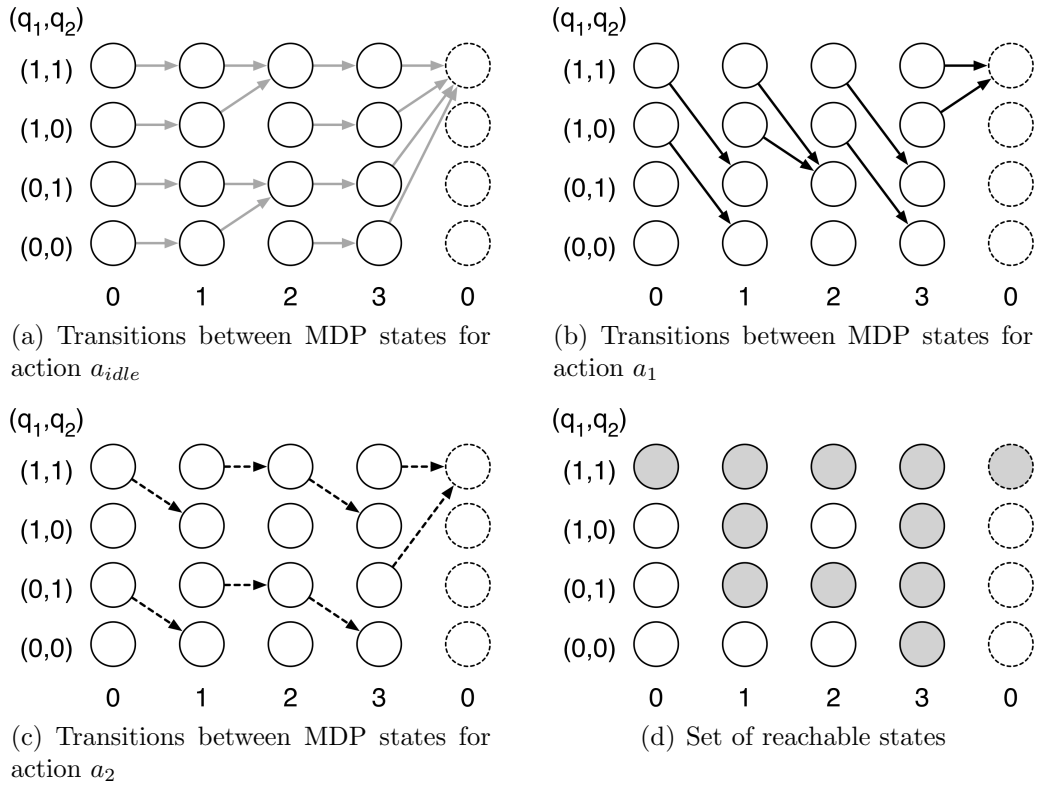 (q1,q2)
(1,1)
(1,0)
(0,1)
(0,0)
0 1 2 3 0
(a) Transitions between MDP states for
action aidle
(q1,q2)
(1,1)
(1,0)
(0,1)
(0,0)
0 1 2 3 0
(b) Transitions between MDP states for
action a1
(q1,q2)
(1,1)
(1,0)
(0,1)
(0,0)
0 1 2 3 0
(c) Transitions between MDP states for
action a2
(q1,q2)
(1,1)
(1,0)
(0,1)
(0,0)
0 1 2 3 0
(d) Set of reachable states